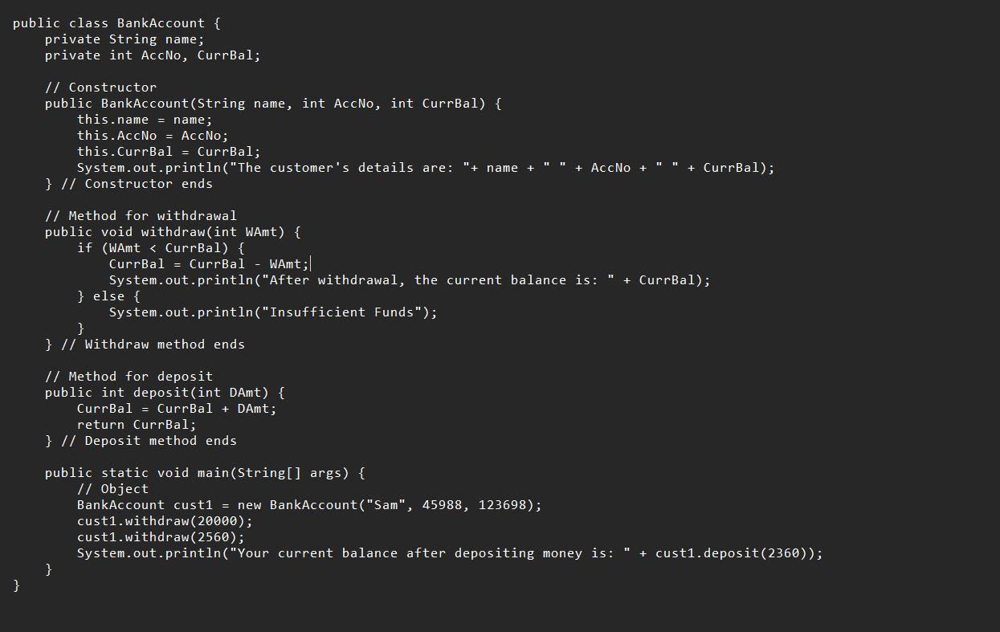 public class BankAccount {
    private String name;
    private int AccNo, CurrBal;

    // Constructor
    public BankAccount(String name, int AccNo, int CurrBal) {
        this.name = name;
        this.AccNo = AccNo;
        this.CurrBal = CurrBal;
        System.out.println("The customer's details are: "+ name + " " + AccNo + " " + CurrBal);
    } // Constructor ends

    // Method for withdrawal
    public void withdraw(int WAmt) {
        if (WAmt < CurrBal) {
            CurrBal = CurrBal - WAmt;
            System.out.println("After withdrawal, the current balance is: " + CurrBal);
        } else {
            System.out.println("Insufficient Funds");
        }
    } // Withdraw method ends

    // Method for deposit
    public int deposit(int DAmt) {
        CurrBal = CurrBal + DAmt;
        return CurrBal;
    } // Deposit method ends

    public static void main(String[] args) {
        // Object
        BankAccount cust1 = new BankAccount("Sam", 45988, 123698);
        cust1.withdraw(20000);
        cust1.withdraw(2560);
        System.out.println("Your current balance after depositing money is: " + cust1.deposit(2360));
    }
}